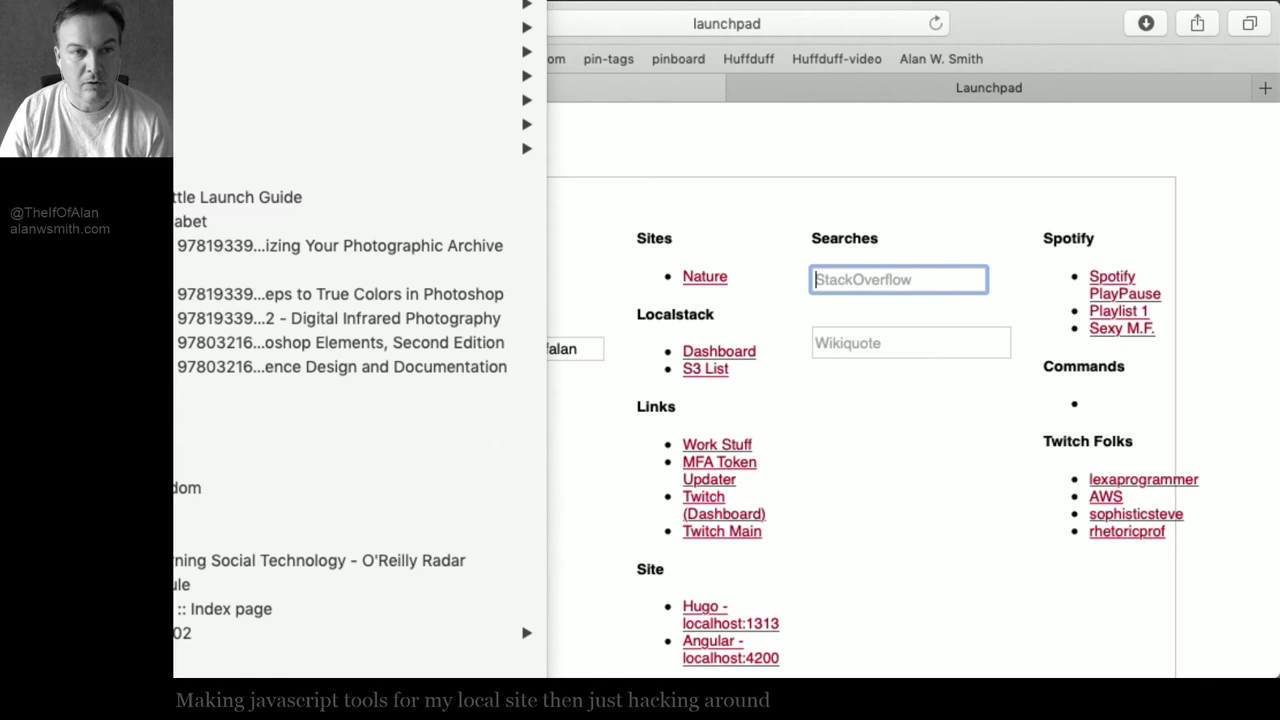 launchpad
om pin-tags pinboard Huffduff Huffduff-video Alan W. Smith
Launchpad
@TheIfOfAlan
alanwsmith.com
ttle Launch Guide
abet
97819339...izing Your Photographic Archive
97819339...eps to True Colors in Photoshop
97819339...2 - Digital Infrared Photography
97803216...oshop Elements, Second Edition
97803216...ence Design and Documentation
dom
rning Social Technology - O'Reilly Radar
ule
:: Index page
02
falan
Sites
Nature
Localstack
Dashboard
S3 List
Links
Work Stuff
MFA Token
Updater
Twitch
(Dashboard)
Twitch Main
Site
Hugo -
localhost:1313
Angular -
localhost:4200
Searches
StackOverflow
Wikiquote
Spotify
Spotify
PlayPause
Playlist 1
Sexy M.F.
Commands
Twitch Folks
lexaprogrammer
AWS
sophisticsteve
rhetoricprof
Making javascript tools for my local site then just hacking around